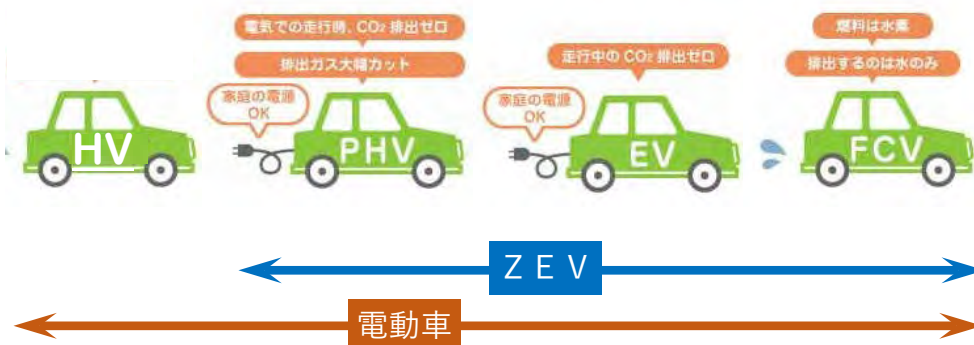 電気での走行時、CO₂ 排出ゼロ
排出ガス大幅カット
家庭の電源
OK
走行中の CO₂ 排出ゼロ
家庭の電源
OK
燃料は水素
排出するのは水のみ
HV
PHV
EV
FCV
ZEV
電動車